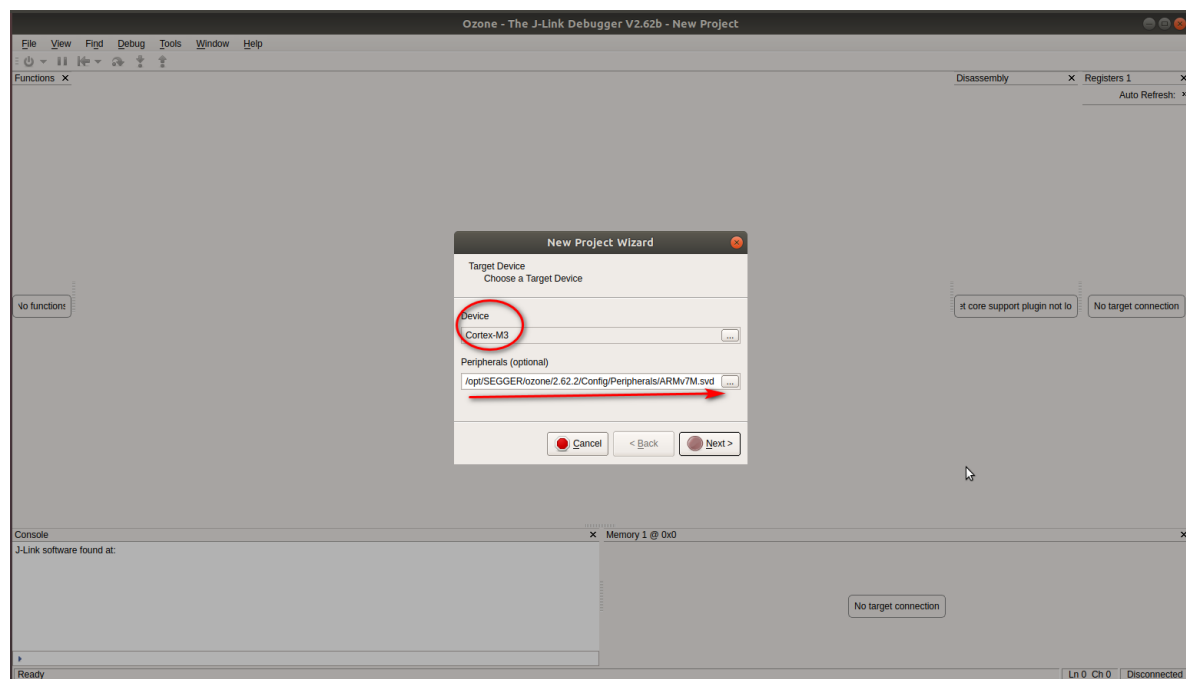 Ozone - The J-Link Debugger V2.62b - New Project
File View Find Debug Tools Window Help
Functions
Disassembly
Registers 1
Auto Refresh:
New Project Wizard
Target Device
Choose a Target Device
Device
Cortex-M3
...
Peripherals (optional)
/opt/SEGGER/ozone/2.62.2/Config/Peripherals/ARMv7M.svd
...
Cancel
< Back
Next >
No functions
et core support plugin not lo
No target connection
Console
J-Link software found at:
Memory 1 @ 0x0
No target connection
Ready
Ln 0 Ch 0
Disconnected